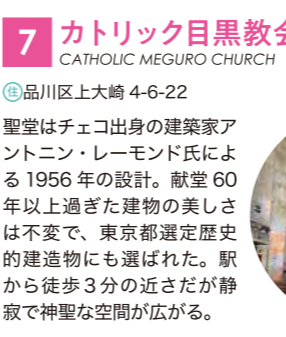 7 カトリック目黒教会
CATHOLIC MEGURO CHURCH
住品川区上大崎 4-6-22
聖堂はチェコ出身の建築家ア
ントニン・レーモンド氏によ
る 1956 年の設計。献堂 60
年以上過ぎた建物の美しさ
は不変で、東京都選定歴史
的建造物にも選ばれた。駅
から徒歩３分の近さだが静
寂で神聖な空間が広がる。